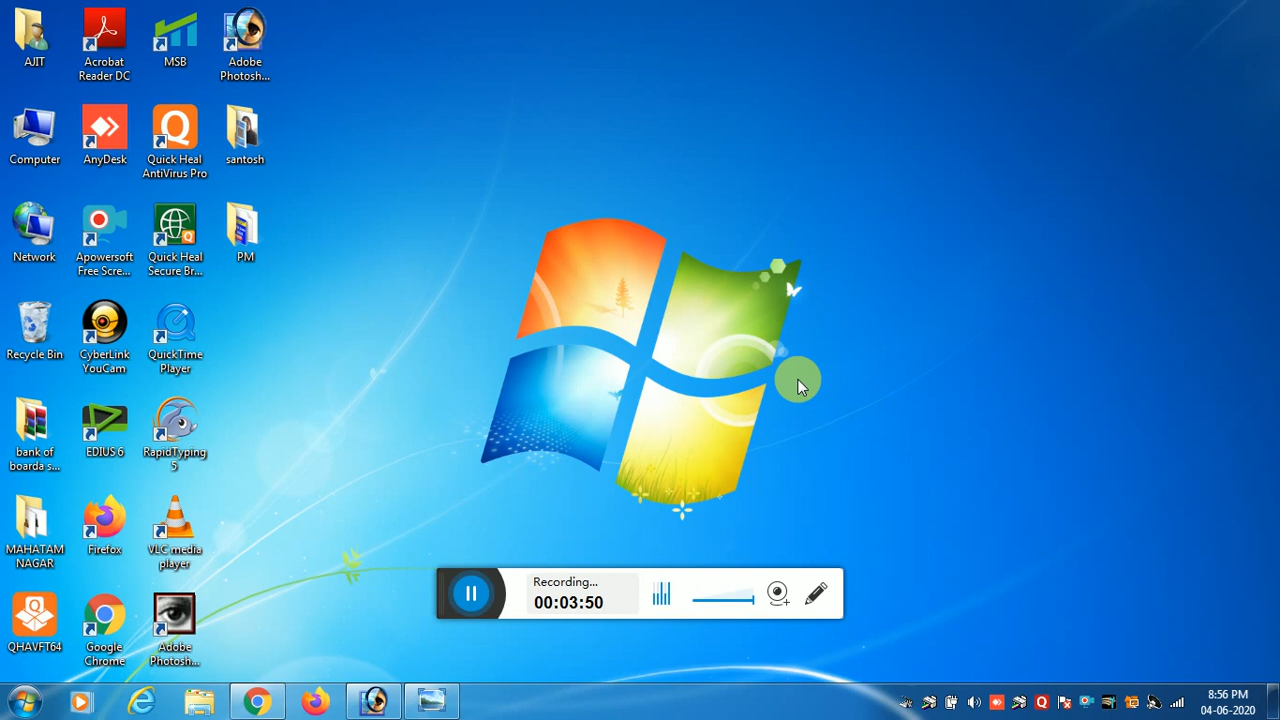 AJIT
Acrobat
Reader DC
MSB
Adobe
Photosh...
Computer
AnyDesk
Quick Heal
AntiVirus Pro
santosh
Network
Apowersoft
Free Scre...
Quick Heal
Secure Br...
PM
Recycle Bin
CyberLink
YouCam
QuickTime
Player
bank of
boarda s...
EDIUS 6
RapidTyping
5
MAHATAM
NAGAR
Firefox
VLC media
player
QHAVFT64
Google
Chrome
Adobe
Photosh...
Recording...
00:03:50
8:56 PM
04-06-2020